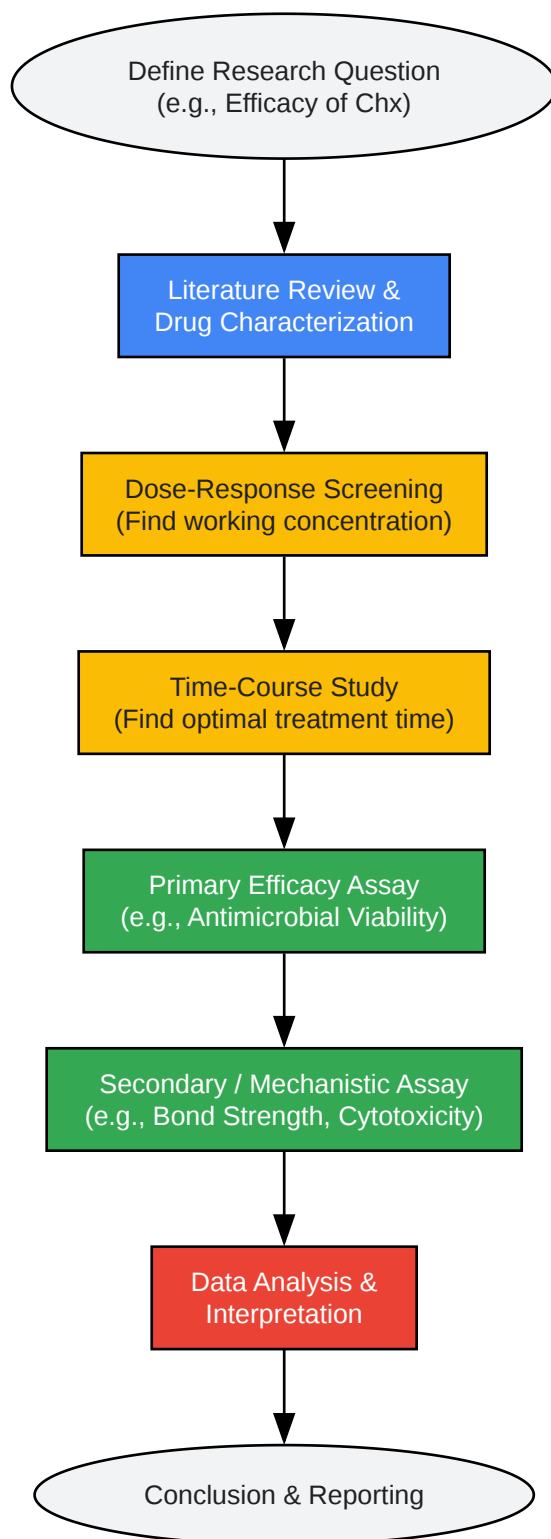 Define Research Question
(e.g., Efficacy of Chx)
Literature Review &
Drug Characterization
Dose-Response Screening
(Find working concentration)
Time-Course Study
(Find optimal treatment time)
Primary Efficacy Assay
(e.g., Antimicrobial Viability)
Secondary / Mechanistic Assay
(e.g., Bond Strength, Cytotoxicity)
Data Analysis &
Interpretation
Conclusion & Reporting